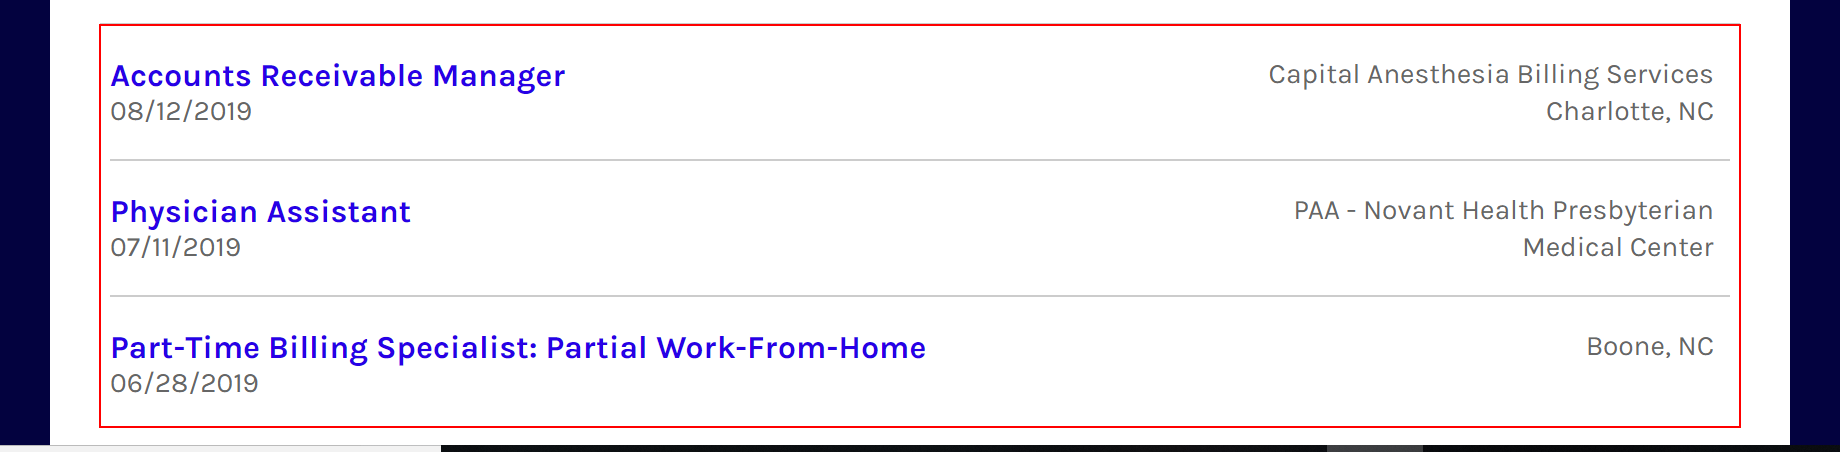 Accounts Receivable Manager
Capital Anesthesia Billing Services
08/12/2019
Charlotte, NC
Physician Assistant
PAA - Novant Health Presbyterian
07/11/2019
Medical Center
Part-Time Billing Specialist: Partial Work-From-Home
Boone, NC
06/28/2019